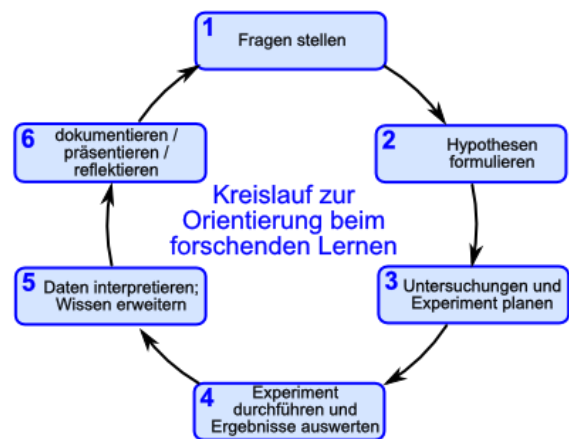 1
Fragen stellen
2
Hypothesen
formulieren
3
Untersuchungen und
Experiment planen
4
Experiment
durchführen und
Ergebnisse auswerten
5
Daten interpretieren;
Wissen erweitern
6
dokumentieren /
präsentieren /
reflektieren
Kreislauf zur
Orientierung beim
forschenden Lernen